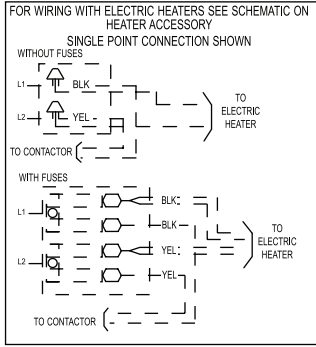 FOR WIRING WITH ELECTRIC HEATERS SEE SCHEMATIC ON
HEATER ACCESSORY
SINGLE POINT CONNECTION SHOWN
WITHOUT FUSES
L1
BLK
L2
YEL
TO
ELECTRIC
HEATER
TO CONTACTOR
WITH FUSES
BLK
L1
BLK
YEL
L2
YEL
TO
ELECTRIC
HEATER
TO CONTACTOR